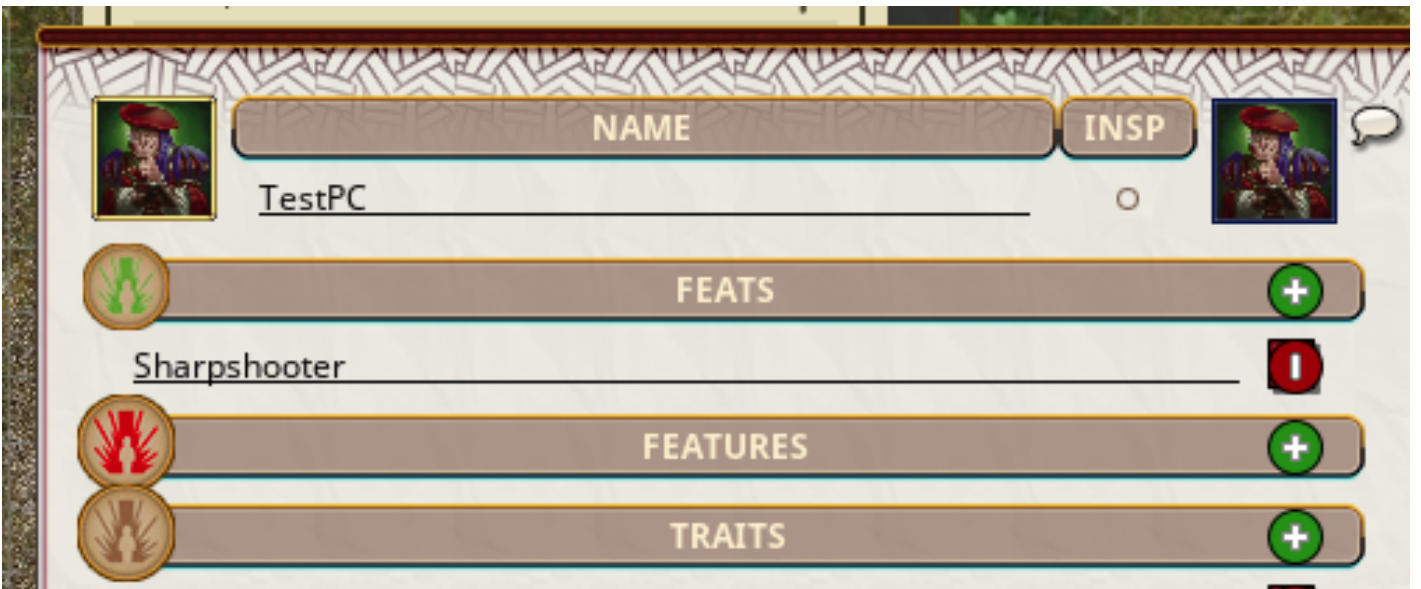 NAME INSP
TestPC
FEATS
Sharpshooter
FEATURES
TRAITS